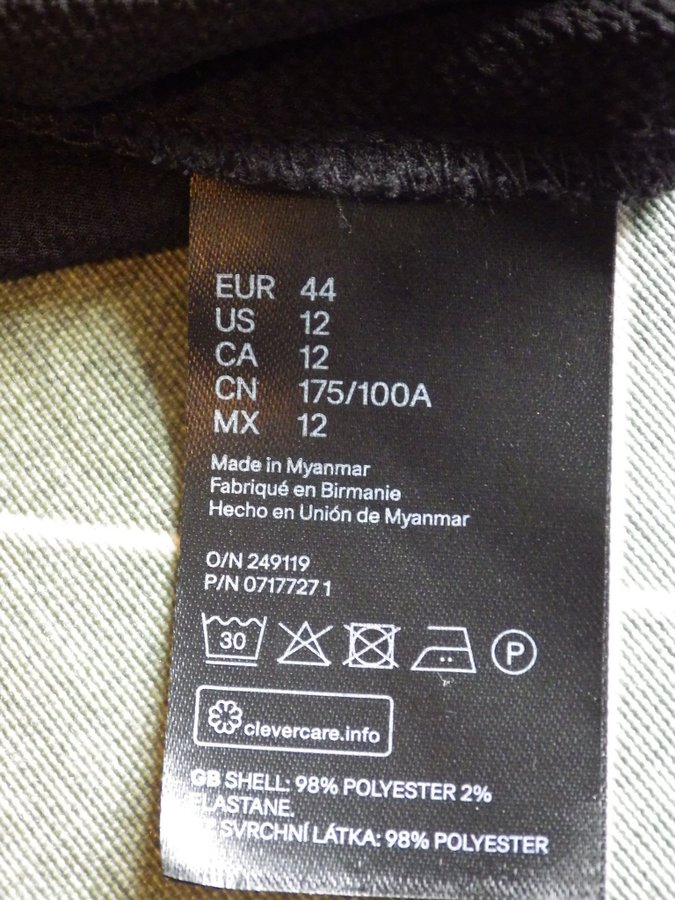 EUR 44
US 12
CA 12
CN 175/100A
MX 12
Made in Myanmar
Fabriqué en Birmanie
Hecho en Unión de Myanmar
O/N 249119
P/N 0717727 1
30
P
clevercare.info
GB SHELL: 98% POLYESTER 2%
ELASTANE.
SVRCHNÍ LÁTKA: 98% POLYESTER